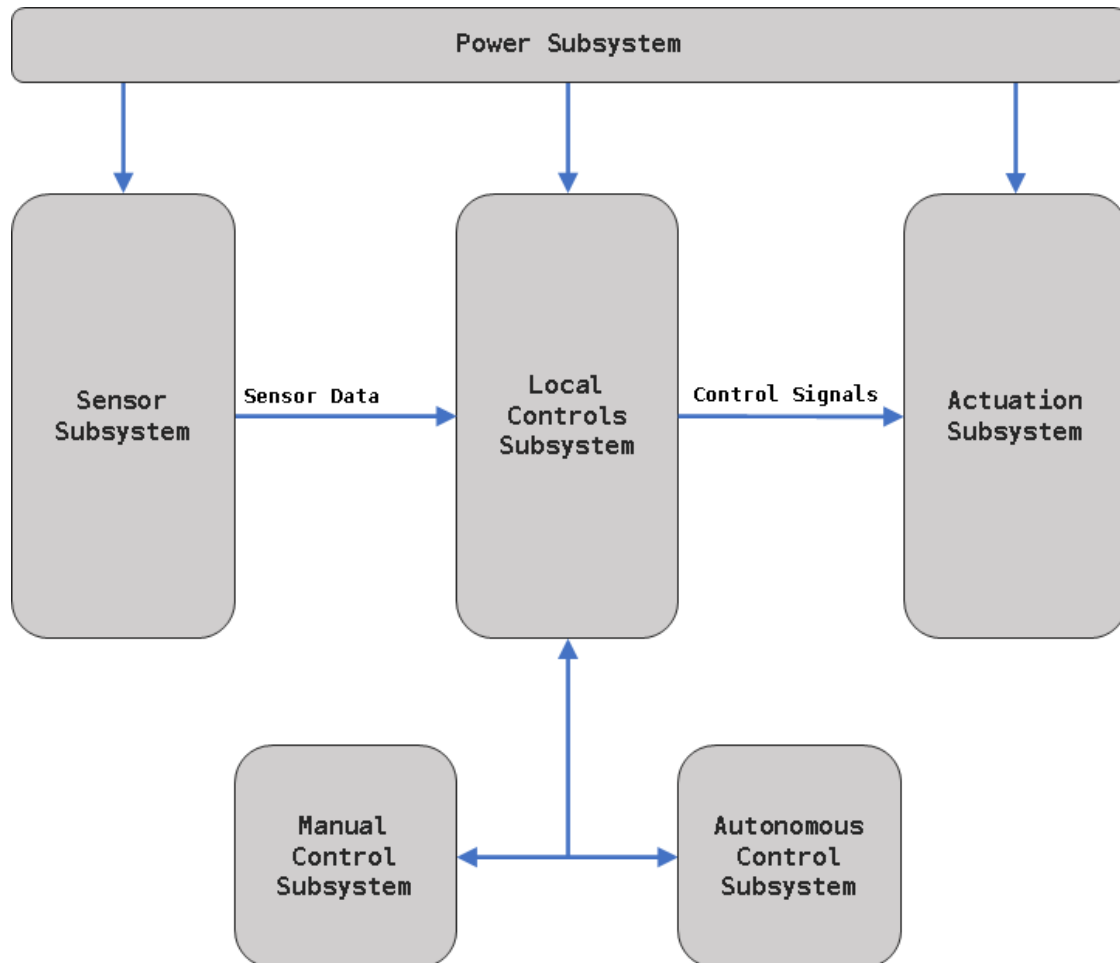 Power Subsystem
Sensor
Subsystem
Sensor Data
Local
Controls
Subsystem
Control Signals
Actuation
Subsystem
Manual
Control
Subsystem
Autonomous
Control
Subsystem